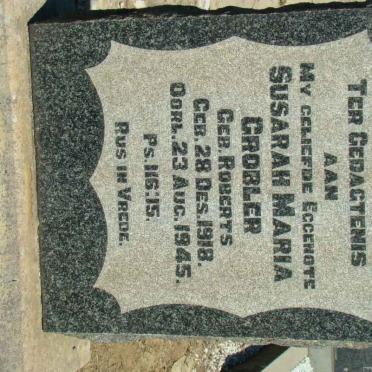 TER GEDAGTENIS
AAN
MY GELIEFDE EGGENOTE
SUSARAH MARIA
GROBLER
GEB. ROBERTS
GEB. 28 DES. 1918.
OORL. 23 AUG. 1945.
PS. 116:15.
RUS IN VREDE.